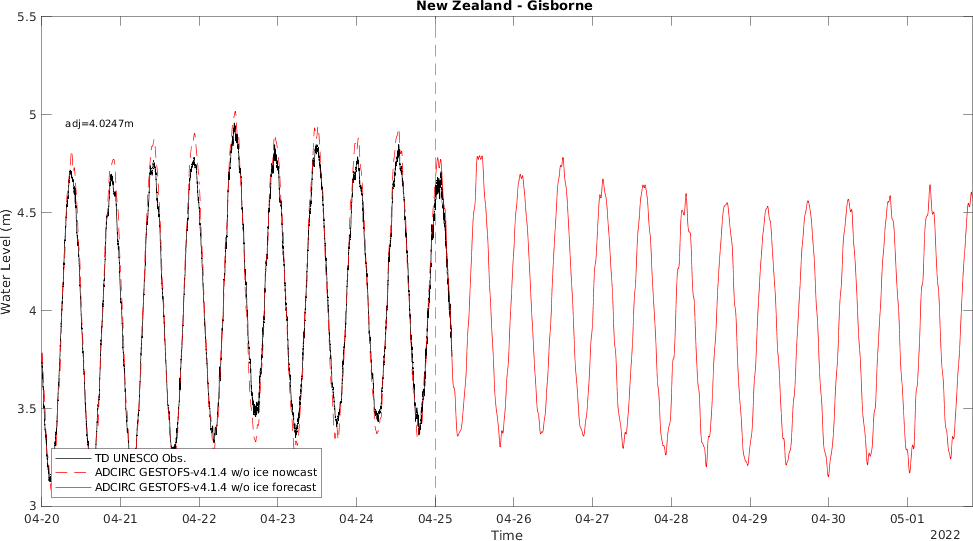 New Zealand - Gisborne
5.5
5
4.5
4
3.5
3
Water Level (m)
adj=4.0247m
TD UNESCO Obs.
ADCIRC GESTOFS-v4.1.4 w/o ice nowcast
ADCIRC GESTOFS-v4.1.4 w/o ice forecast
04-20 04-21 04-22 04-23 04-24 04-25 04-26 04-27 04-28 04-29 04-30 05-01
Time
2022